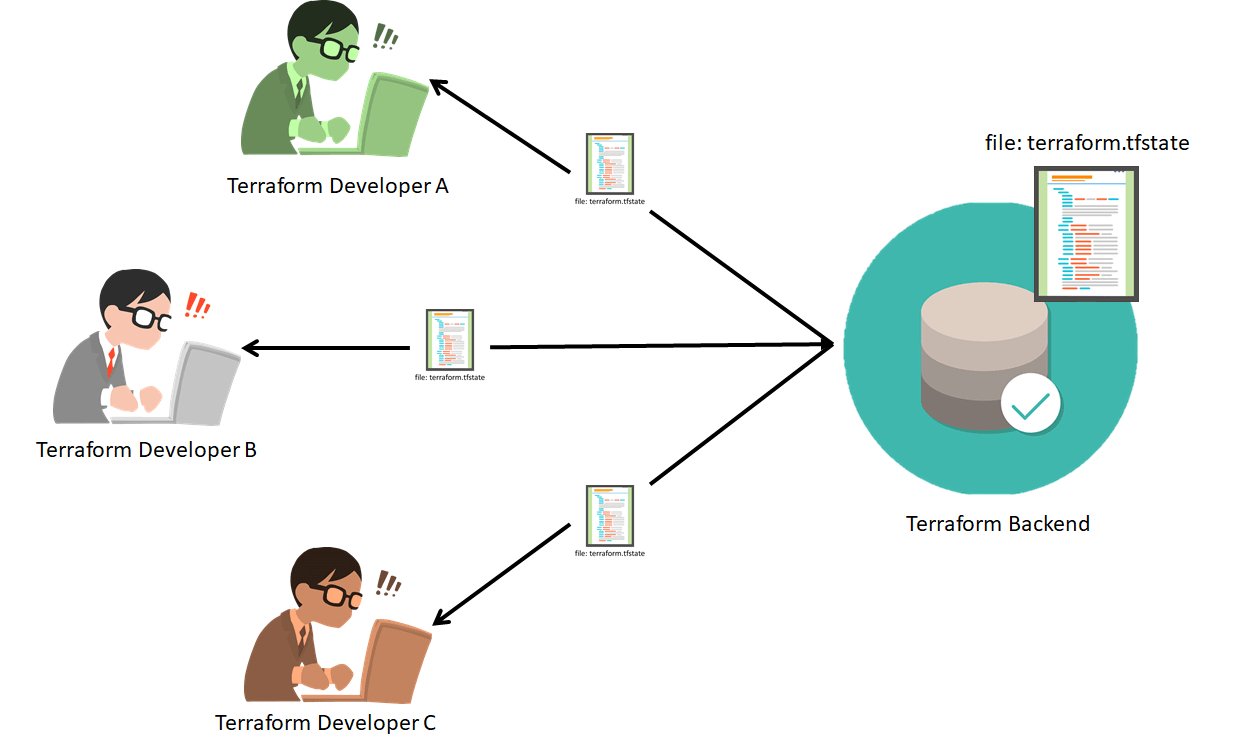 file: terraform.tfstate
file: terraform.tfstate
Terraform Developer A
file: terraform.tfstate
Terraform Developer B
Terraform Backend
file: terraform.tfstate
Terraform Developer C